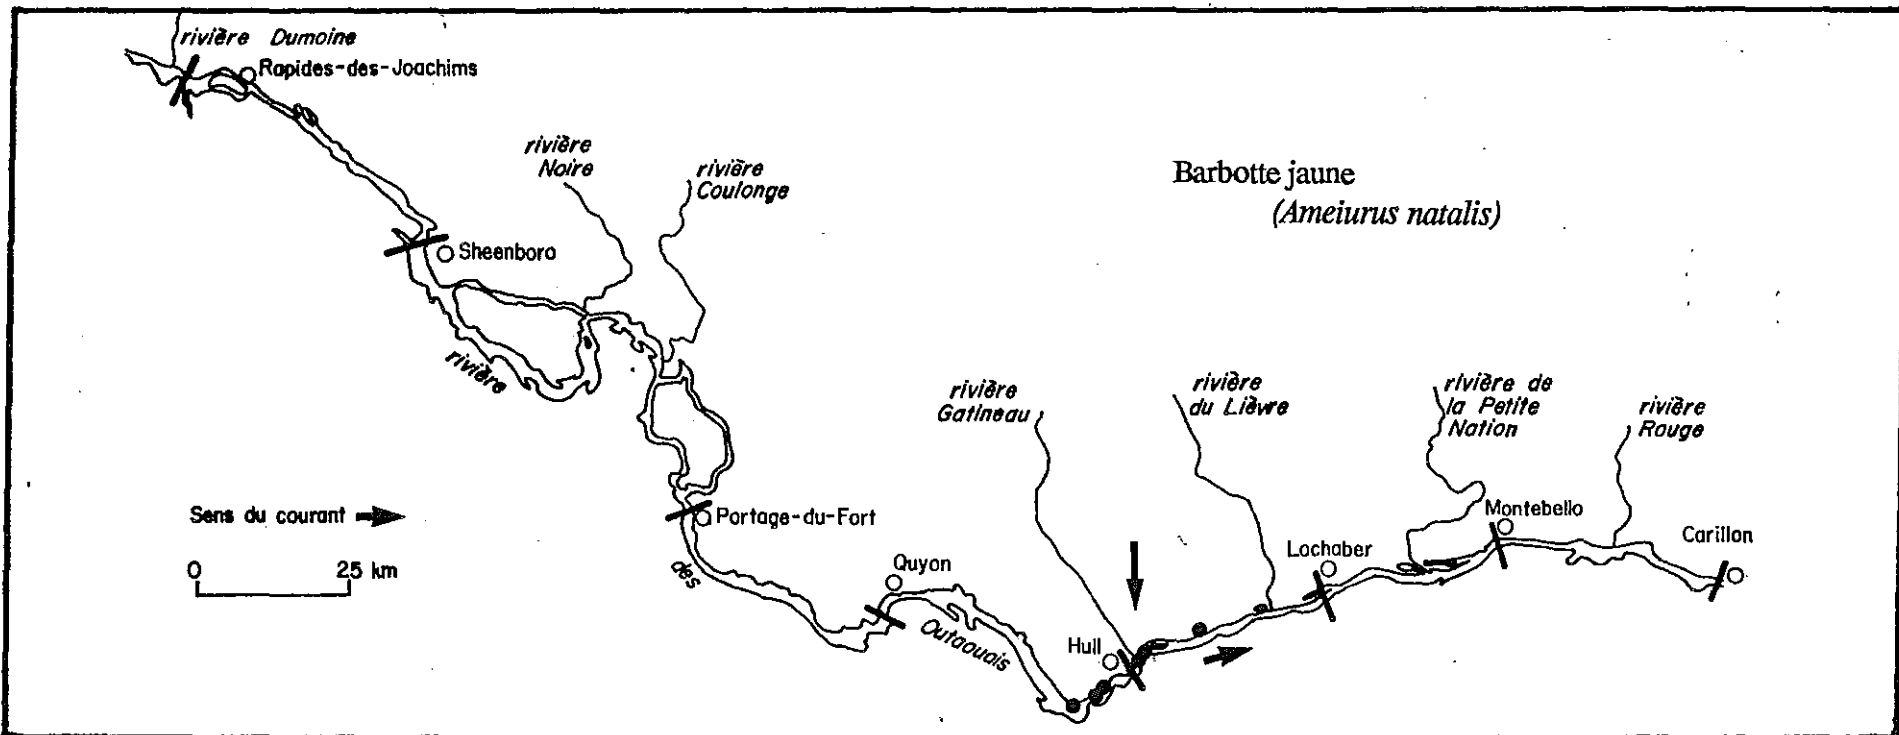 rivière Dumoine
Rapides-des-Joachims
rivière
Noire
rivière
Coulonge
Barbotte jaune
(Ameiurus natalis)
Sheenboro
rivière
rivière
Gatineau
rivière
du Lièvre
rivière de
la Petite
Nation
rivière
Rouge
Sens du courant
Portage-du-Fort
Montebello
Carillon
Lochaber
0 25 km
des
Quyon
Outaouais
Hull